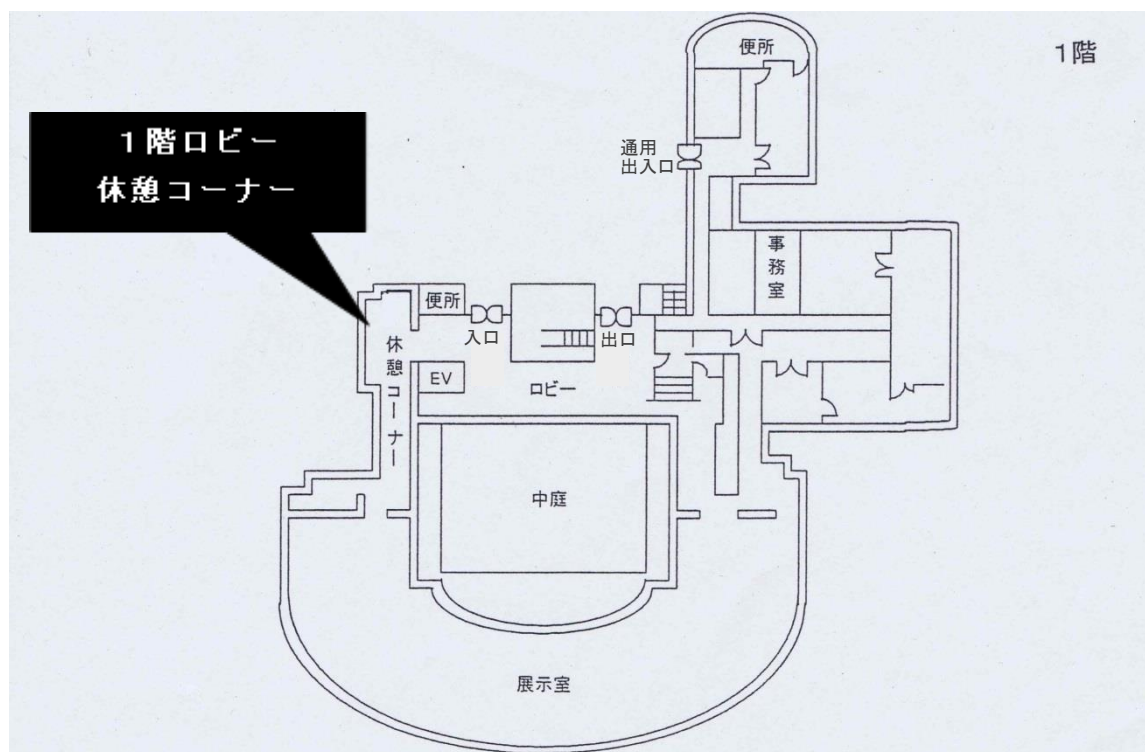 便所
1階
1階ロビー
休憩コーナー
通用
出入口
事務室
便所
入口
出口
休憩コーナー
EV
ロビー
中庭
展示室